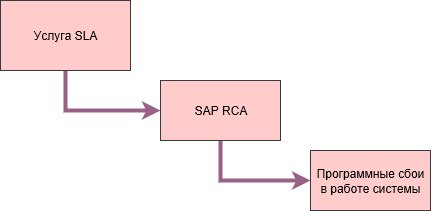 Услуга SLA
SAP RCA
Программные сбои
в работе системы